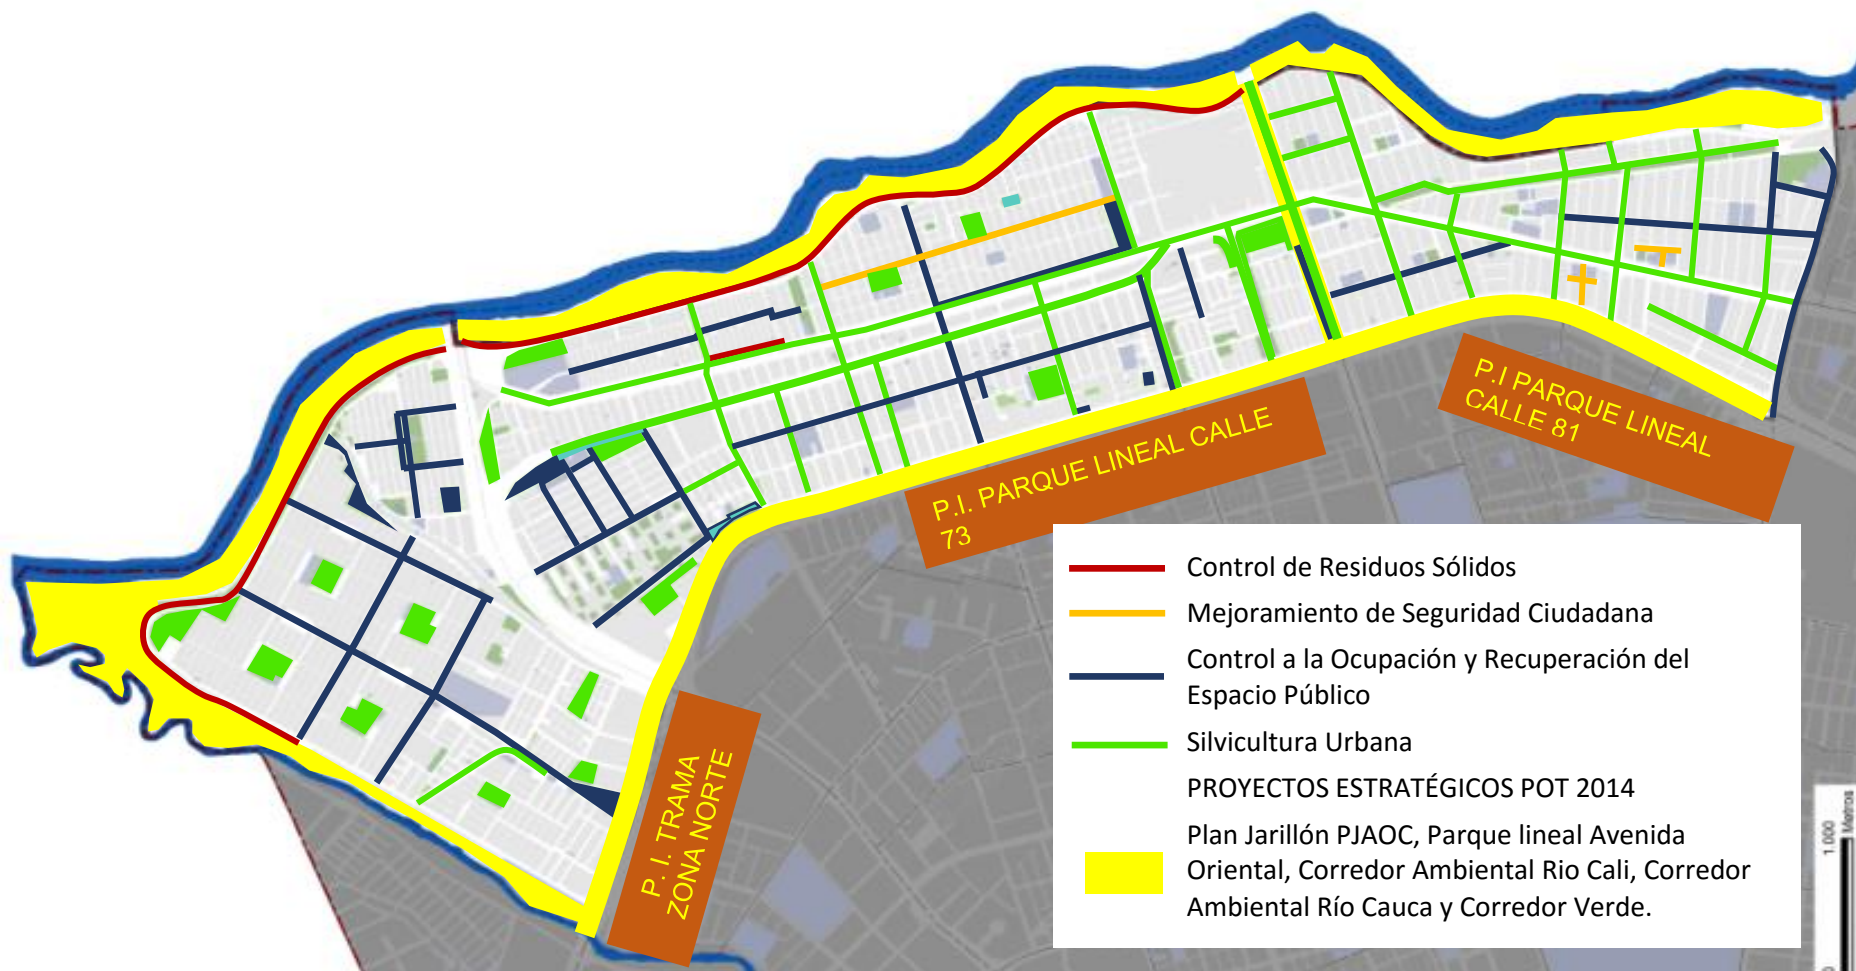 P.I PARQUE LINEAL
CALLE 81
P.I. PARQUE LINEAL CALLE
73
P. I. TRAMA
ZONA NORTE
Control de Residuos Sólidos
Mejoramiento de Seguridad Ciudadana
Control a la Ocupación y Recuperación del
Espacio Público
Silvicultura Urbana
PROYECTOS ESTRATÉGICOS POT 2014
Plan Jarillón PJAOC, Parque lineal Avenida
Oriental, Corredor Ambiental Rio Cali, Corredor
Ambiental Río Cauca y Corredor Verde.
1.000
Metros